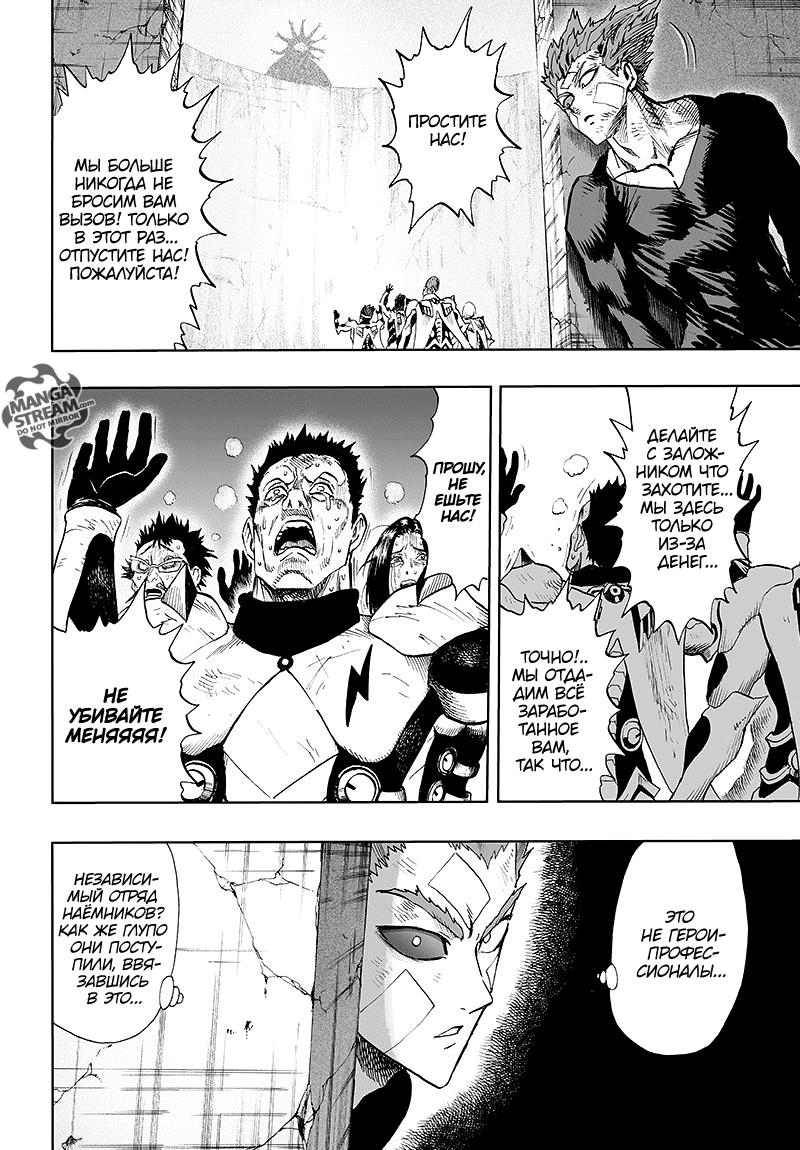 ПРОСТИТЕ
НАС!
МЫ БОЛЬШЕ
НИКОГДА НЕ
БРОСИМ ВАМ
ВЫЗОВ! ТОЛЬКО
В ЭТОТ РАЗ...
ОТПУСТИТЕ НАС!
ПОЖАЛУЙСТА!
ДЕЛАЙТЕ
С ЗАЛОЖ-
НИКОМ ЧТО
ЗАХОТИТЕ...
МЫ ЗДЕСЬ
ТОЛЬКО
ИЗ-ЗА
ДЕНЕГ...
ТОЧНО!..
МЫ ОТДА-
ДИМ ВСЁ
ЗАРАБО-
ТАННОЕ
ВАМ,
ТАК ЧТО...
ПРОШУ,
НЕ
ЕШЬТЕ
НАС!
НЕ
УБИВАЙТЕ
МЕНЯЯЯЯ!
MANGA
STREAM.com
DO NOT MIRROR
ЭТО
НЕ ГЕРОИ-
ПРОФЕС-
СИОНАЛЫ...
НЕЗАВИСИ-
МЫЙ ОТРЯД
НАЁМНИКОВ?
КАК ЖЕ ГЛУПО
ОНИ ПОСТУ-
ПИЛИ, ВВЯ-
ЗАВШИСЬ
В ЭТО...